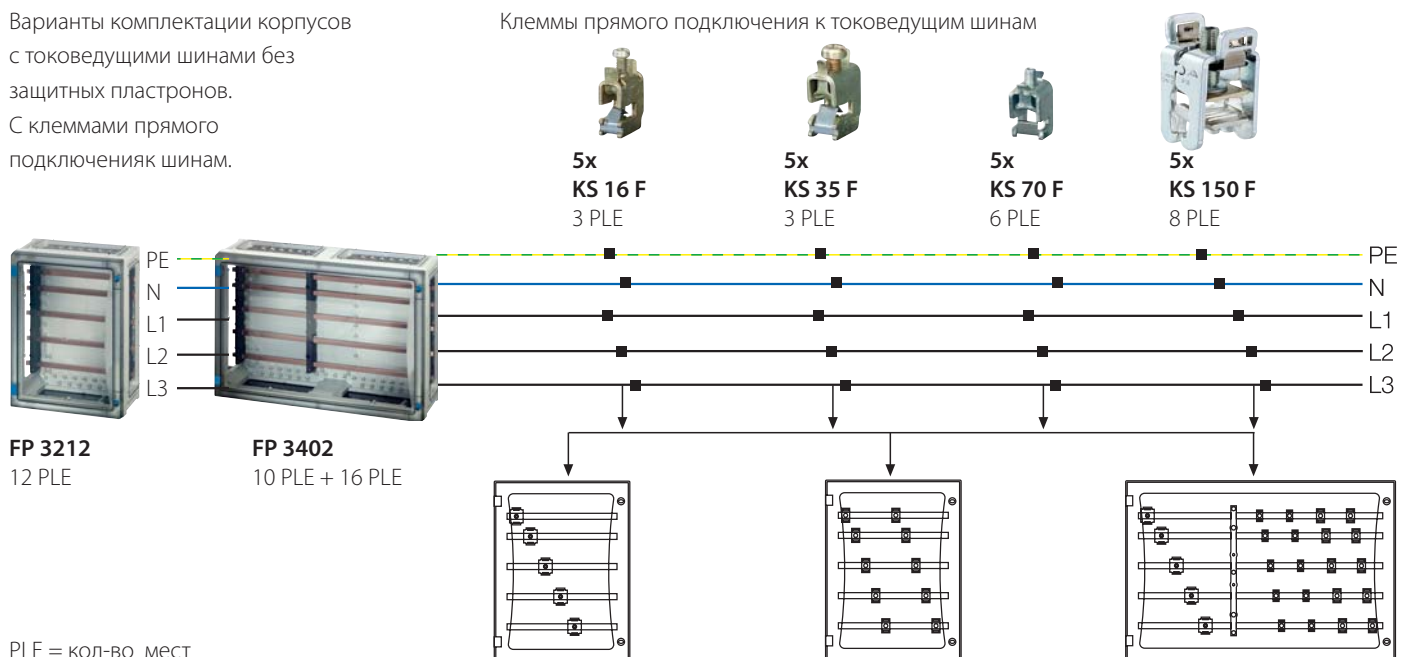 Варианты комплектации корпусов
с токоведущими шинами без
защитных пластронов.
С клеммами прямого
подключенияк шинам.
Клеммы прямого подключения к токоведущим шинам
5x
KS 16 F
3 PLE
5x
KS 35 F
3 PLE
5x
KS 70 F
6 PLE
5x
KS 150 F
8 PLE
PE
N
L1
L2
L3
PE
N
L1
L2
L3
FP 3212
12 PLE
FP 3402
10 PLE + 16 PLE
PLE = кол-во мест